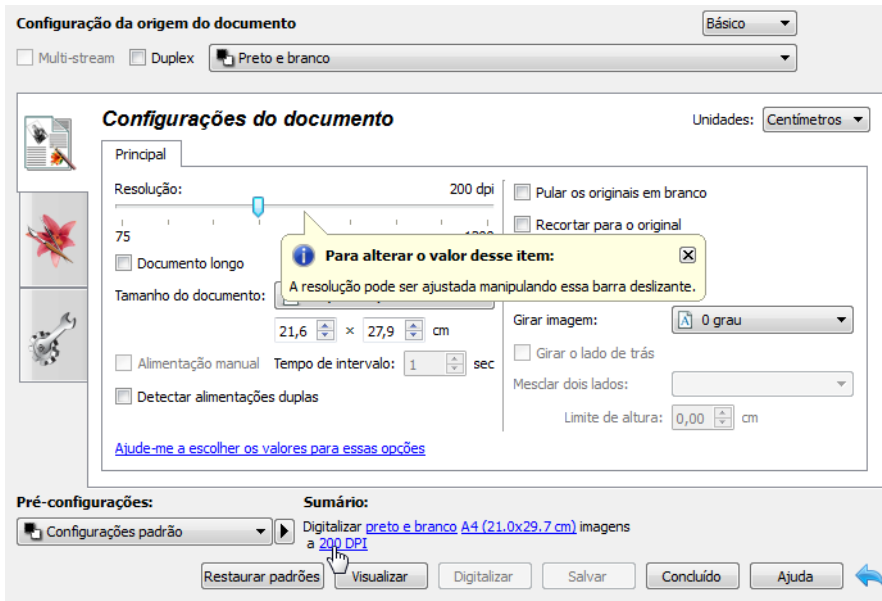 Configuração da origem do documento
Básico
Multi-stream
Duplex
Preto e branco
Configurações do documento
Unidades:
Centímetros
Principal
Resolução:
200 dpi
75
Pular os originais em branco
Recortar para o original
Para alterar o valor desse item:
A resolução pode ser ajustada manipulando essa barra deslizante.
Documento longo
Tamanho do documento:
21,6 × 27,9 cm
Girar imagem:
0 grau
Girar o lado de trás
Alimentação manual
Tempo de intervalo: 1 sec
Mesclar dois lados:
Detectar alimentações duplas
Limite de altura: 0,00 cm
Ajude-me a escolher os valores para essas opções
Pré-configurações:
Sumário:
Configurações padrão
Digitalizar preto e branco A4 (21.0x29.7 cm) imagens
a 200 DPI
Restaurar padrões
Visualizar
Digitalizar
Salvar
Concluído
Ajuda